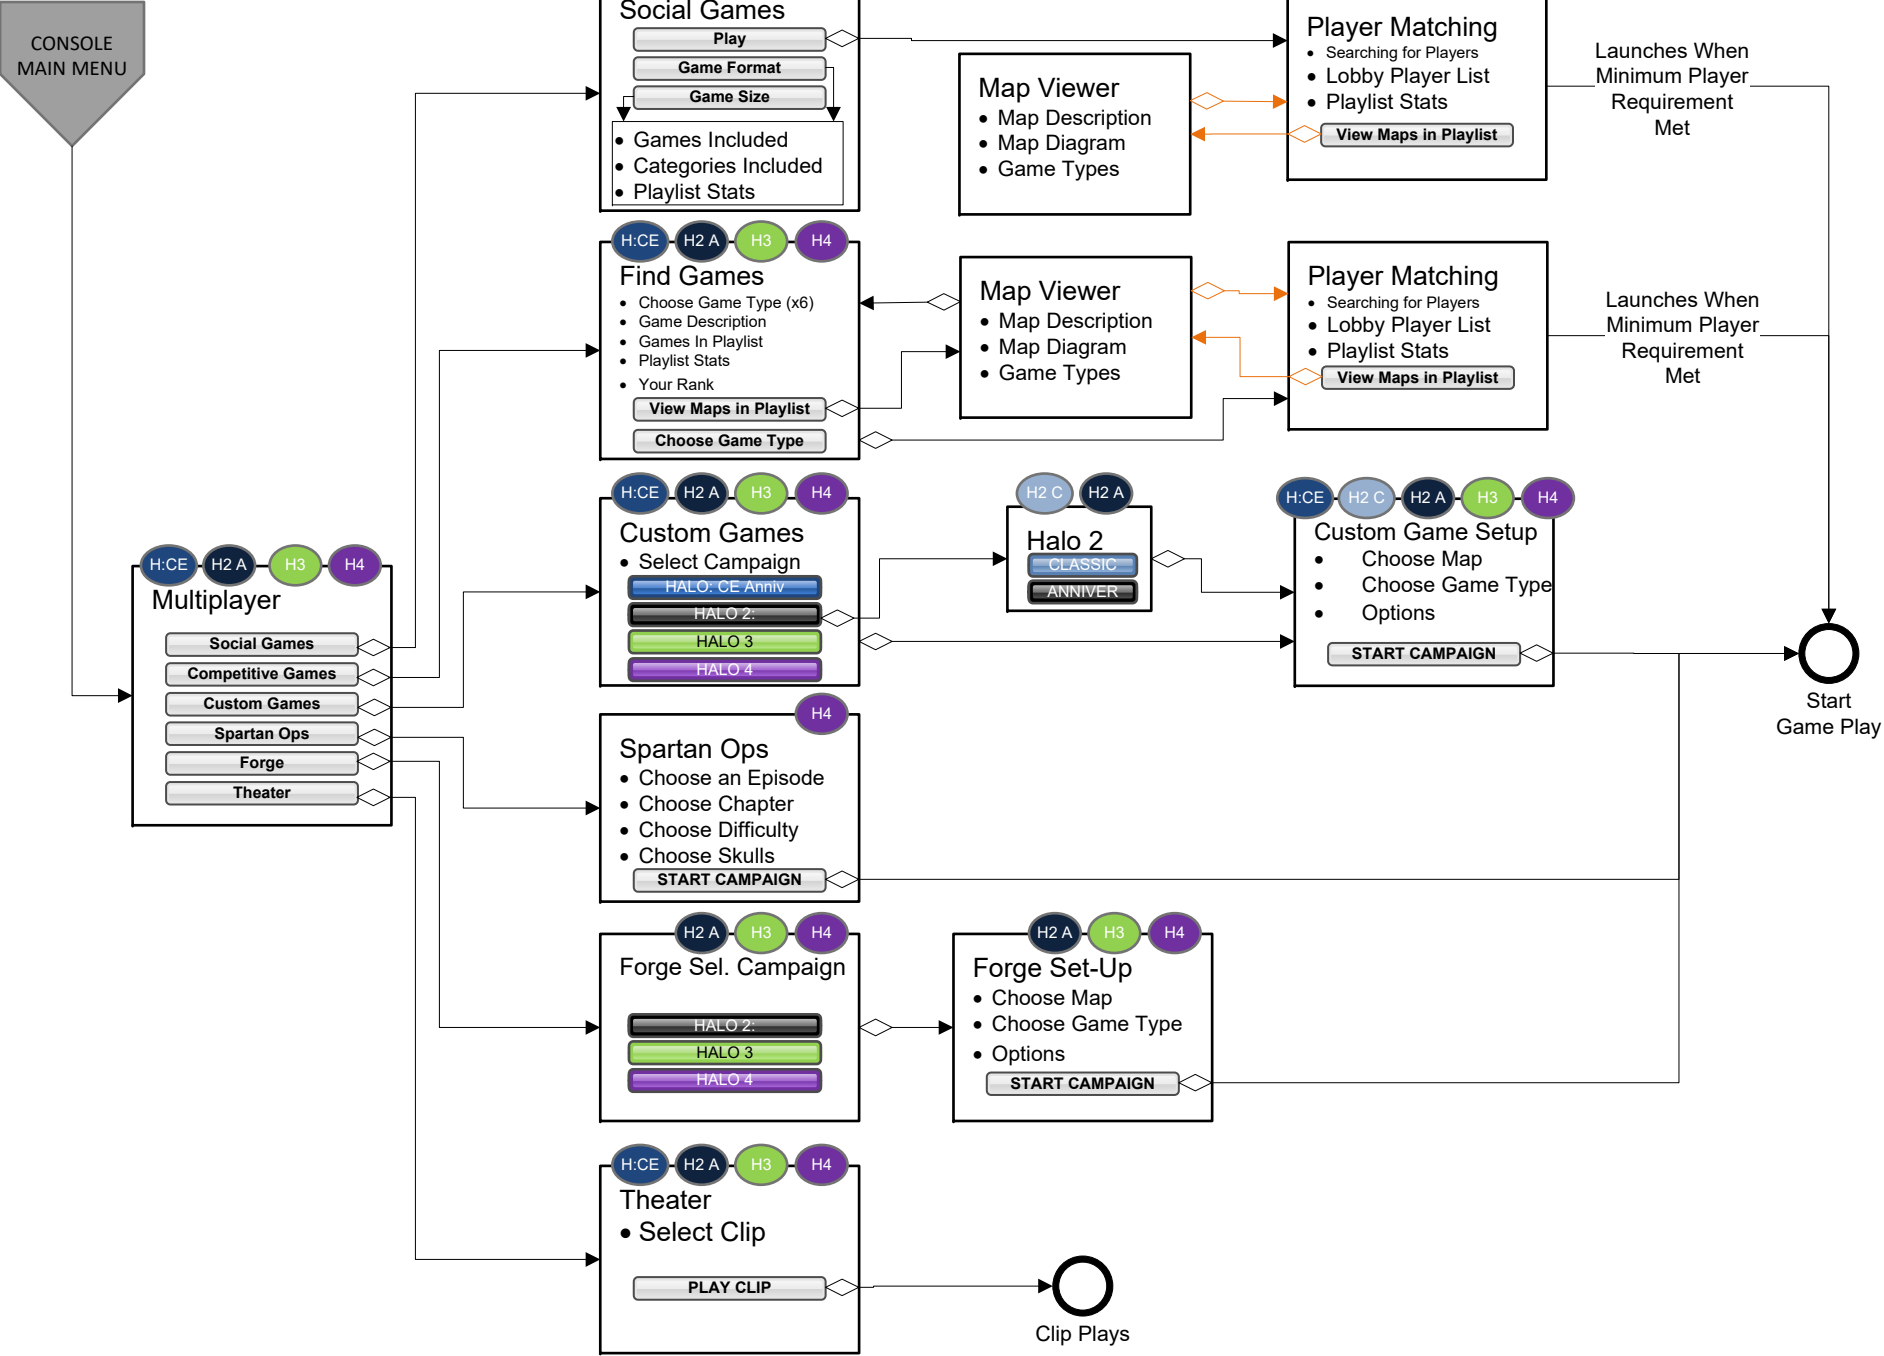 CONSOLE
MAIN MENU
Social Games
Play
Game Format
Game Size
Games Included
Categories Included
Playlist Stats
Map Viewer
Map Description
Map Diagram
Game Types
Player Matching
Searching for Players
Lobby Player List
Playlist Stats
View Maps in Playlist
Launches When
Minimum Player
Requirement
Met
H:CE H2 A H3 H4
Find Games
Choose Game Type (x6)
Game Description
Games In Playlist
Playlist Stats
Your Rank
View Maps in Playlist
Choose Game Type
Map Viewer
Map Description
Map Diagram
Game Types
Player Matching
Searching for Players
Lobby Player List
Playlist Stats
View Maps in Playlist
Launches When
Minimum Player
Requirement
Met
H:CE H2 A H3 H4
Multiplayer
Social Games
Competitive Games
Custom Games
Spartan Ops
Forge
Theater
H:CE H2 A H3 H4
Custom Games
Select Campaign
HALO: CE Anniv
HALO 2:
HALO 3
HALO 4
H2 C H2 A
Halo 2
CLASSIC
ANNIVER
H:CE H2 C H2 A H3 H4
Custom Game Setup
Choose Map
Choose Game Type
Options
START CAMPAIGN
Start
Game Play
H4
Spartan Ops
Choose an Episode
Choose Chapter
Choose Difficulty
Choose Skulls
START CAMPAIGN
H2 A H3 H4
Forge Sel. Campaign
HALO 2:
HALO 3
HALO 4
H2 A H3 H4
Forge Set-Up
Choose Map
Choose Game Type
Options
START CAMPAIGN
H:CE H2 A H3 H4
Theater
Select Clip
PLAY CLIP
Clip Plays